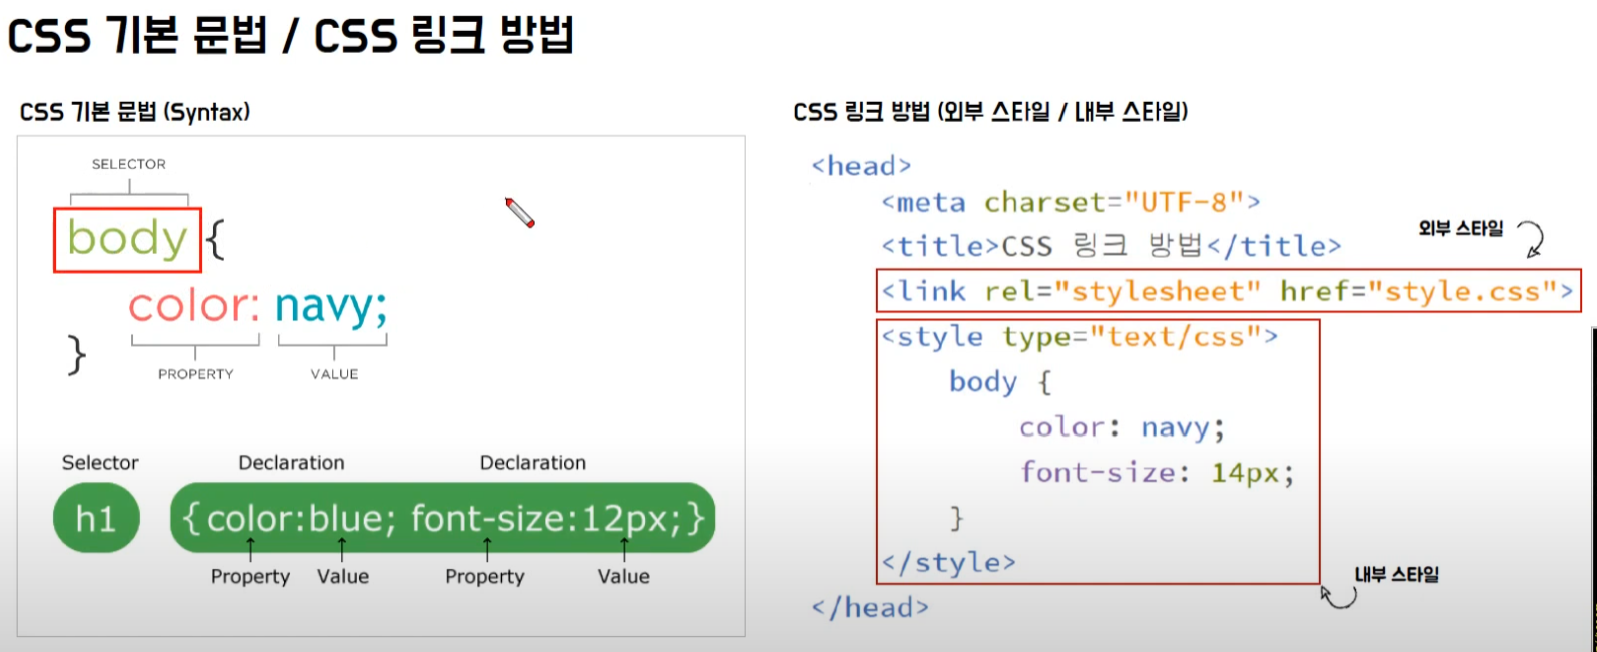 CSS 기본 문법 / CSS 링크 방법
CSS 기본 문법 (Syntax)
SELECTOR
body {
color: navy;
}
PROPERTY VALUE
Selector Declaration Declaration
h1 {color:blue; font-size:12px;}
Property Value Property Value
CSS 링크 방법 (외부 스타일 / 내부 스타일)
<head>
<meta charset="UTF-8">
<title>CSS 링크 방법</title>
외부 스타일
<link rel="stylesheet" href="style.css">
<style type="text/css">
body {
color: navy;
font-size: 14px;
}
</style>
내부 스타일
</head>